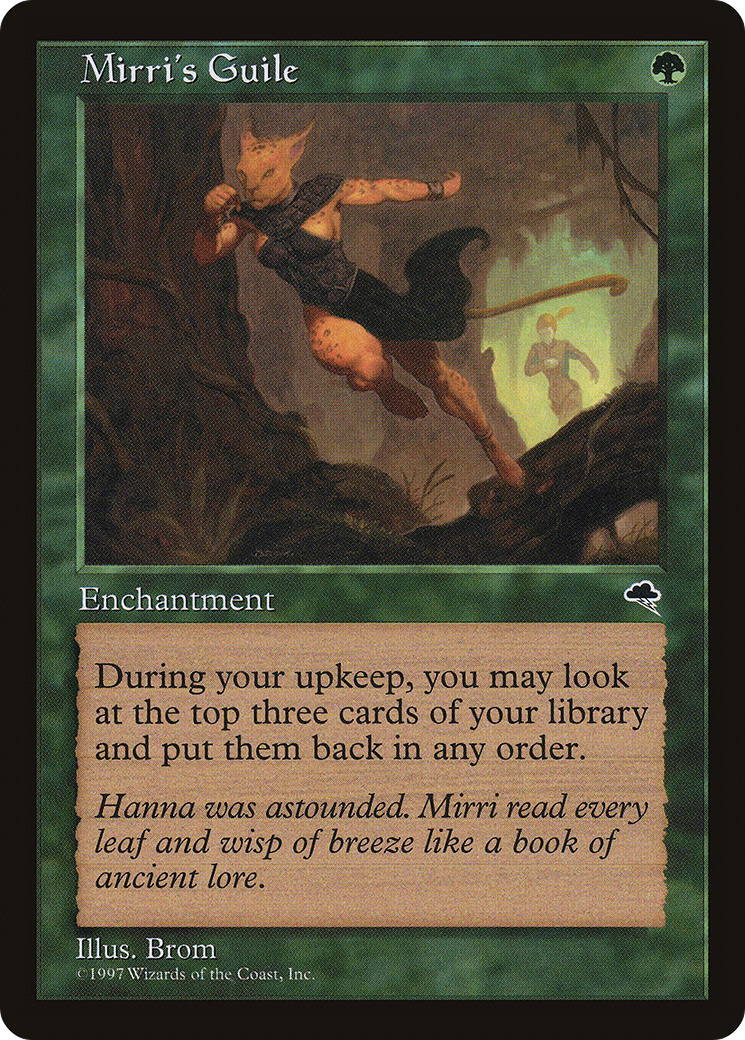 Mirri's Guile
Enchantment
During your upkeep, you may look
at the top three cards of your library
and put them back in any order.
Hanna was astounded. Mirri read every
leaf and wisp of breeze like a book of
ancient lore.
Illus. Brom
©1997 Wizards of the Coast, Inc.